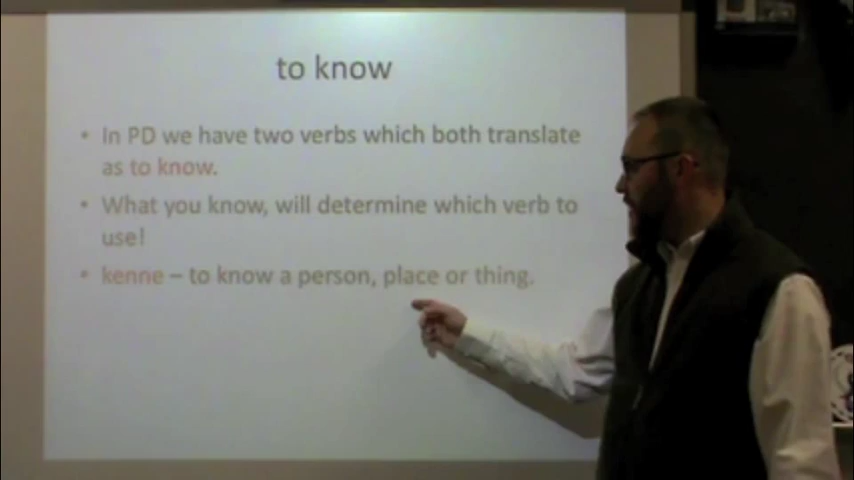 to know
• In PD we have two verbs which both translate
as to know.
• What you know, will determine which verb to
use!
• kenne – to know a person, place or thing.